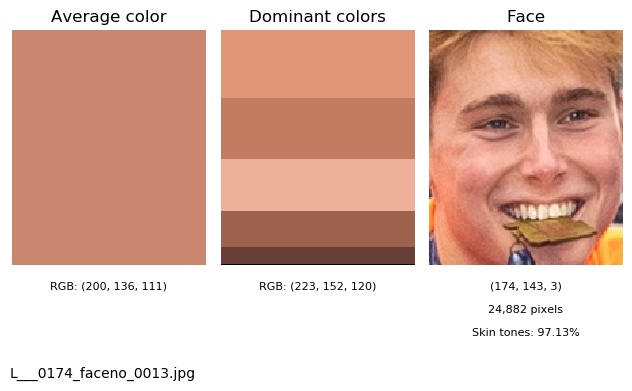 Average color
Dominant colors
Face
RGB: (200, 136, 111)
RGB: (223, 152, 120)
(174, 143, 3)
24,882 pixels
Skin tones: 97.13%
L___0174_faceno_0013.jpg